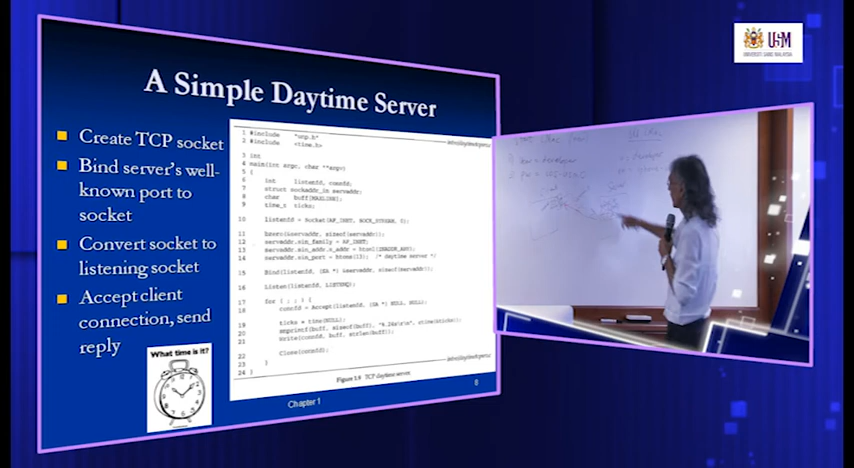 A Simple Daytime Server
Create TCP socket
Bind server's well-
known port to
socket
Convert socket to
listening socket
Accept client
connection, send
reply
What time is it?
1 #include "unp.h"
2 #include <time.h>
3 int
4 main(int argc, char **argv)
5 {
6 int listenfd, connfd;
7 struct sockaddr_in servaddr;
8 char buff[MAXLINE];
9 time_t ticks;
10 listenfd = Socket(AF_INET, SOCK_STREAM, 0);
11 bzero(&servaddr, sizeof(servaddr));
12 servaddr.sin_family = AF_INET;
13 servaddr.sin_addr.s_addr = htonl(INADDR_ANY);
14 servaddr.sin_port = htons(13); /* daytime server */
15 Bind(listenfd, (SA *) &servaddr, sizeof(servaddr));
16 Listen(listenfd, LISTENQ);
17 for ( ; ; ) {
18 connfd = Accept(listenfd, (SA *) NULL, NULL);
19 ticks = time(NULL);
20 snprintf(buff, sizeof(buff), "%.24s\r\n", ctime(&ticks));
21 Write(connfd, buff, strlen(buff));
22 Close(connfd);
23 }
24 }
Figure 1.9 TCP daytime server.
Chapter 1
8
USM
UNIVERSITI SAINS MALAYSIA